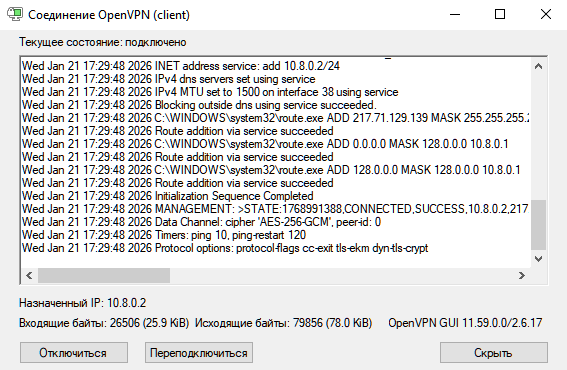 Соединение OpenVPN (client)
Текущее состояние: подключено
Wed Jan 21 17:29:48 2026 INET address service: add 10.8.0.2/24
Wed Jan 21 17:29:48 2026 IPv4 dns servers set using service
Wed Jan 21 17:29:48 2026 IPv4 MTU set to 1500 on interface 38 using service
Wed Jan 21 17:29:48 2026 Blocking outside dns using service succeeded.
Wed Jan 21 17:29:48 2026 C:\WINDOWS\system32\route.exe ADD 217.71.129.139 MASK 255.255.255.2
Wed Jan 21 17:29:48 2026 Route addition via service succeeded
Wed Jan 21 17:29:48 2026 C:\WINDOWS\system32\route.exe ADD 0.0.0.0 MASK 128.0.0.0 10.8.0.1
Wed Jan 21 17:29:48 2026 Route addition via service succeeded
Wed Jan 21 17:29:48 2026 C:\WINDOWS\system32\route.exe ADD 128.0.0.0 MASK 128.0.0.0 10.8.0.1
Wed Jan 21 17:29:48 2026 Route addition via service succeeded
Wed Jan 21 17:29:48 2026 Initialization Sequence Completed
Wed Jan 21 17:29:48 2026 MANAGEMENT: >STATE:1768991388,CONNECTED,SUCCESS,10.8.0.2,217
Wed Jan 21 17:29:48 2026 Data Channel: cipher 'AES-256-GCM', peer-id: 0
Wed Jan 21 17:29:48 2026 Timers: ping 10, ping-restart 120
Wed Jan 21 17:29:48 2026 Protocol options: protocol-flags cc-exit tls-ekm dyn-tls-crypt
Назначенный IP: 10.8.0.2
Входящие байты: 26506 (25.9 KiB) Исходящие байты: 79856 (78.0 KiB) OpenVPN GUI 11.59.0.0/2.6.17
Отключиться Переподключиться Скрыть